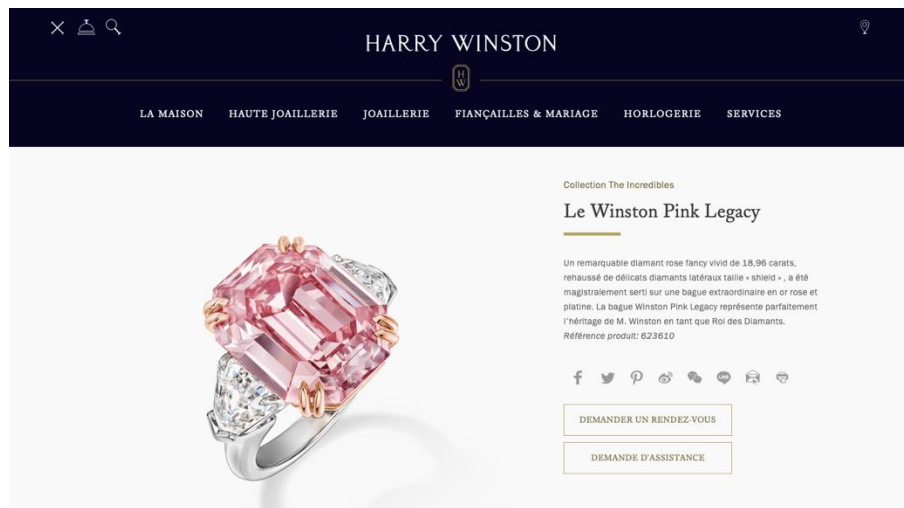 HARRY WINSTON
HW
LA MAISON HAUTE JOAILLERIE JOAILLERIE FIANÇAILLES & MARIAGE HORLOGERIE SERVICES
Collection The Incredibles
Le Winston Pink Legacy
Un remarquable diamant rose fancy vivid de 18,96 carats,
rehaussé de délicats diamants latéraux taille « shield » , a été
magistralement serti sur une bague extraordinaire en or rose et
platine. La bague Winston Pink Legacy représente parfaitement
l'héritage de M. Winston en tant que Roi des Diamants.
Référence produit: 623610
DEMANDER UN RENDEZ-VOUS
DEMANDE D'ASSISTANCE